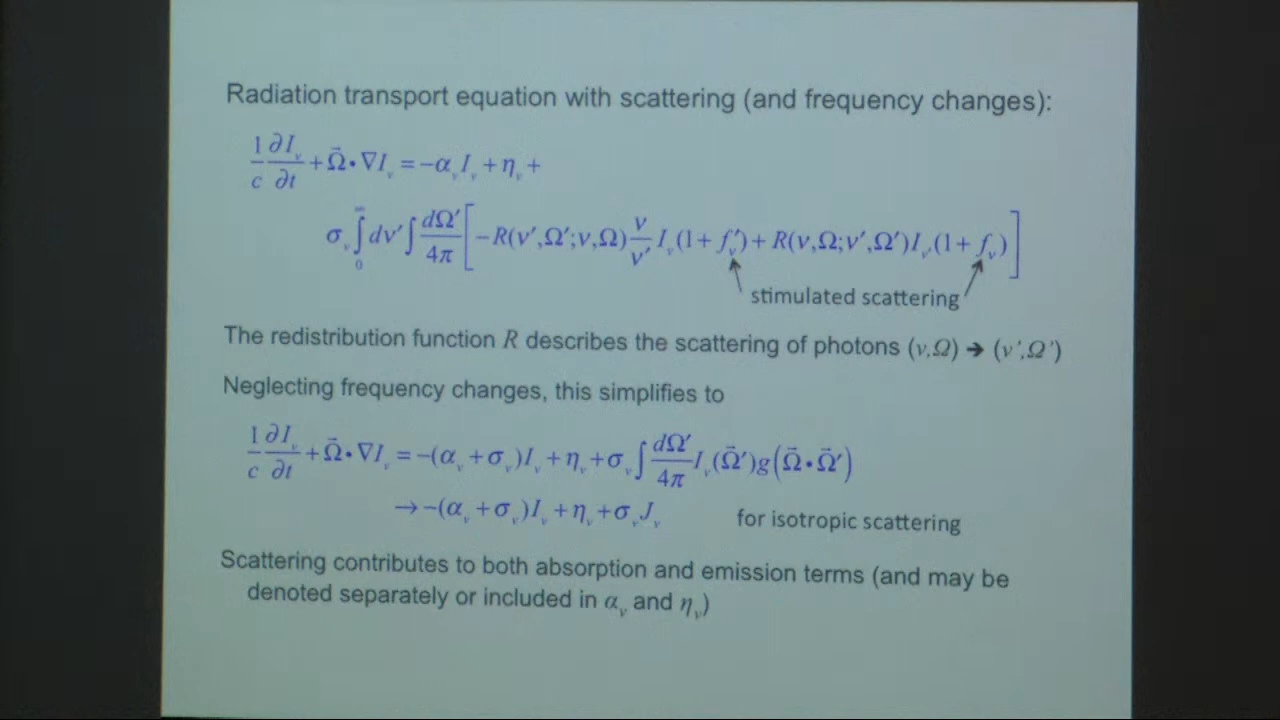 Radiation transport equation with scattering (and frequency changes):
1/c ∂I_ν/∂t + Ω⃗•∇I_ν = −α_ν I_ν + η_ν +
σ_ν ∫_0^∞ dν′ ∫ dΩ′/4π [−R(ν′,Ω′;ν,Ω) ν/ν′ I_ν(1+f_ν′) + R(ν,Ω;ν′,Ω′)I_ν′(1+f_ν)]
stimulated scattering
The redistribution function R describes the scattering of photons (ν,Ω) → (ν′,Ω′)
Neglecting frequency changes, this simplifies to
1/c ∂I_ν/∂t + Ω⃗•∇I_ν = −(α_ν+σ_ν)I_ν + η_ν + σ_ν ∫ dΩ′/4π I_ν(Ω⃗′)g(Ω⃗•Ω⃗′)
→ −(α_ν+σ_ν)I_ν + η_ν + σ_ν J_ν for isotropic scattering
Scattering contributes to both absorption and emission terms (and may be
denoted separately or included in α_ν and η_ν)